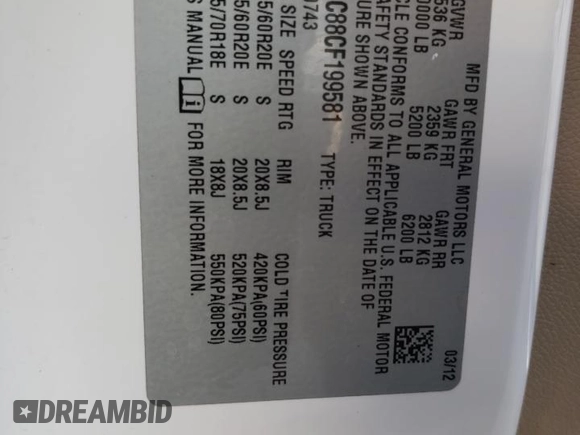 MFD BY GENERAL MOTORS LLC
GVWR GAWR FRT GAWR RR
536 KG 2359 KG 2812 KG
0000 LB 5200 LB 6200 LB
CLE CONFORMS TO ALL APPLICABLE U.S. FEDERAL MOTOR
AFETY STANDARDS IN EFFECT ON THE DATE OF
URE SHOWN ABOVE.
C88CF199581 TYPE: TRUCK
0743
SIZE SPEED RTG RIM COLD TIRE PRESSURE
5/60R20E S 20X8.5J 420KPA(60PSI)
5/60R20E S 20X8.5J 520KPA(75PSI)
5/70R18E S 18X8J 550KPA(80PSI)
S MANUAL FOR MORE INFORMATION.
03/12
DREAMBID